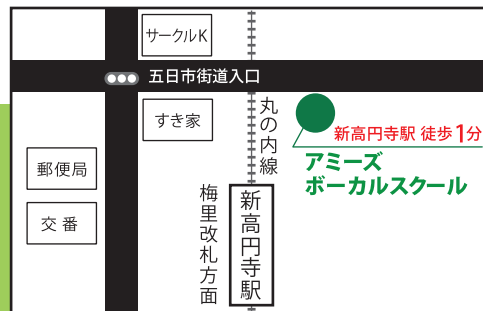 サークルK
五日市街道入口
すき家
丸の内線
新高円寺駅 徒歩1分
アミーズ
ボーカルスクール
郵便局
交番
梅里改札方面
新高円寺駅